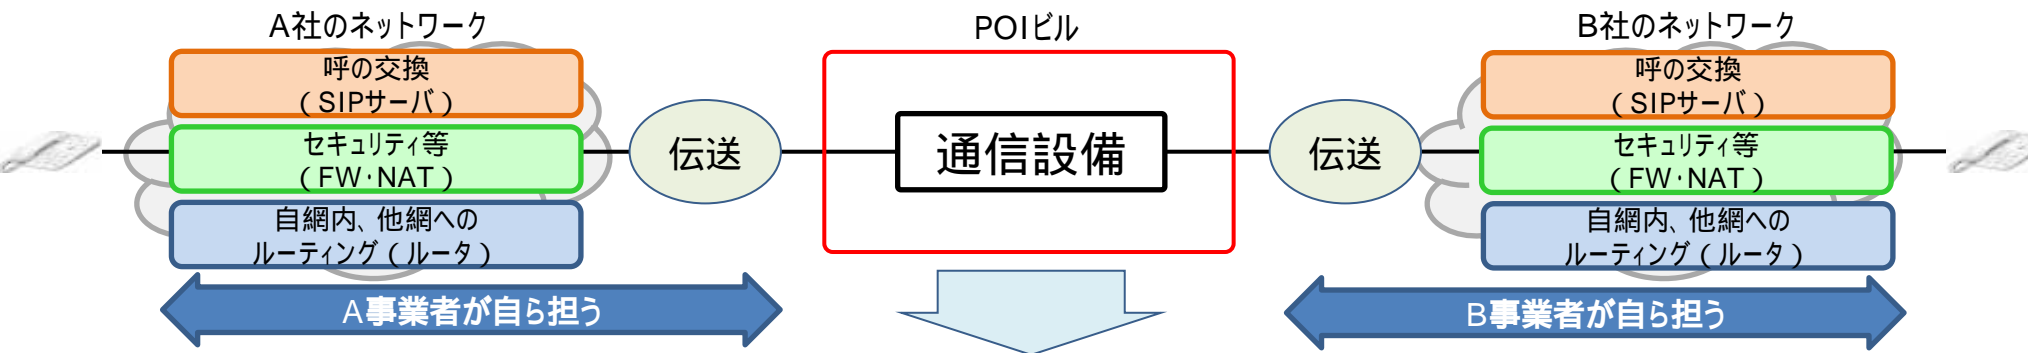 A社のネットワーク
呼の交換
(SIPサーバ)
セキュリティ等
(FW・NAT)
自網内、他網への
ルーティング(ルータ)
A事業者が自ら担う
伝送
POIビル
通信設備
伝送
B社のネットワーク
呼の交換
(SIPサーバ)
セキュリティ等
(FW・NAT)
自網内、他網への
ルーティング(ルータ)
B事業者が自ら担う